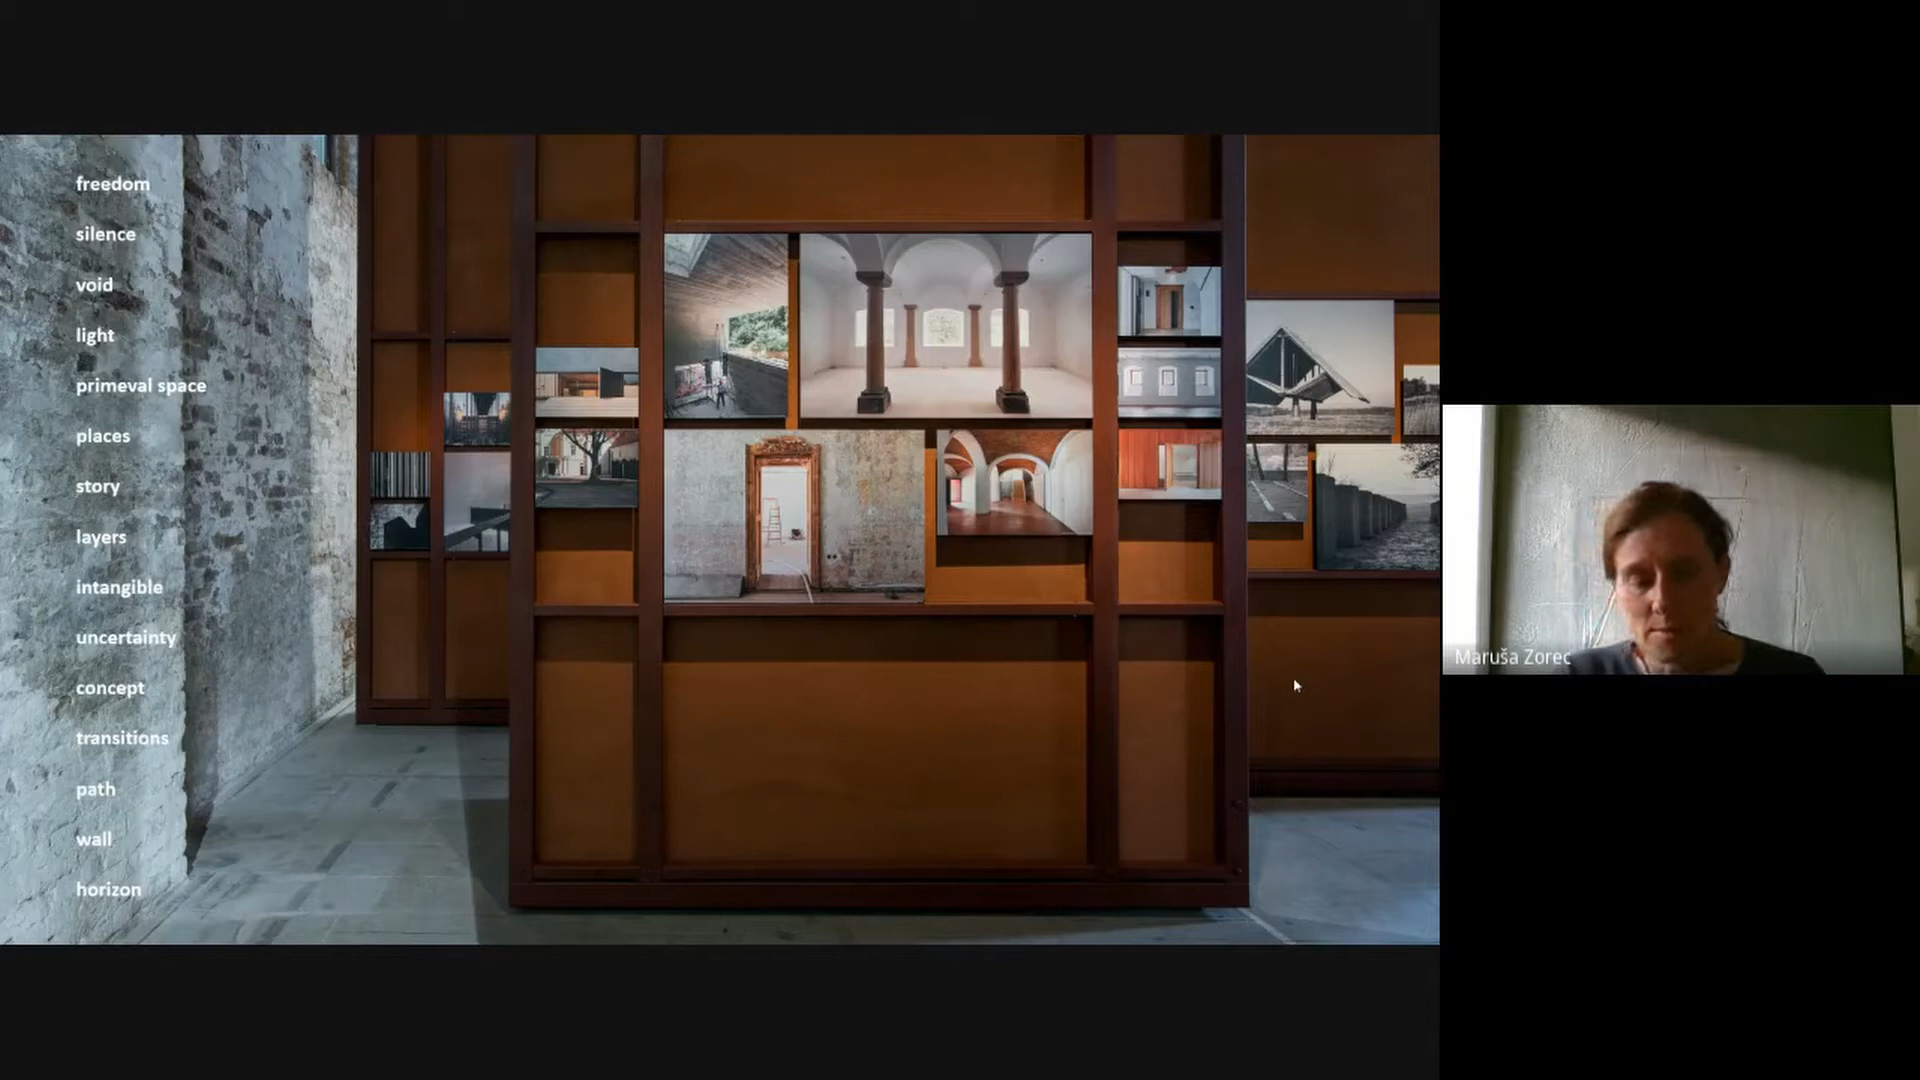 freedom
silence
void
light
primeval space
places
story
layers
intangible
uncertainty
concept
transitions
path
wall
horizon
Maruša Zorec